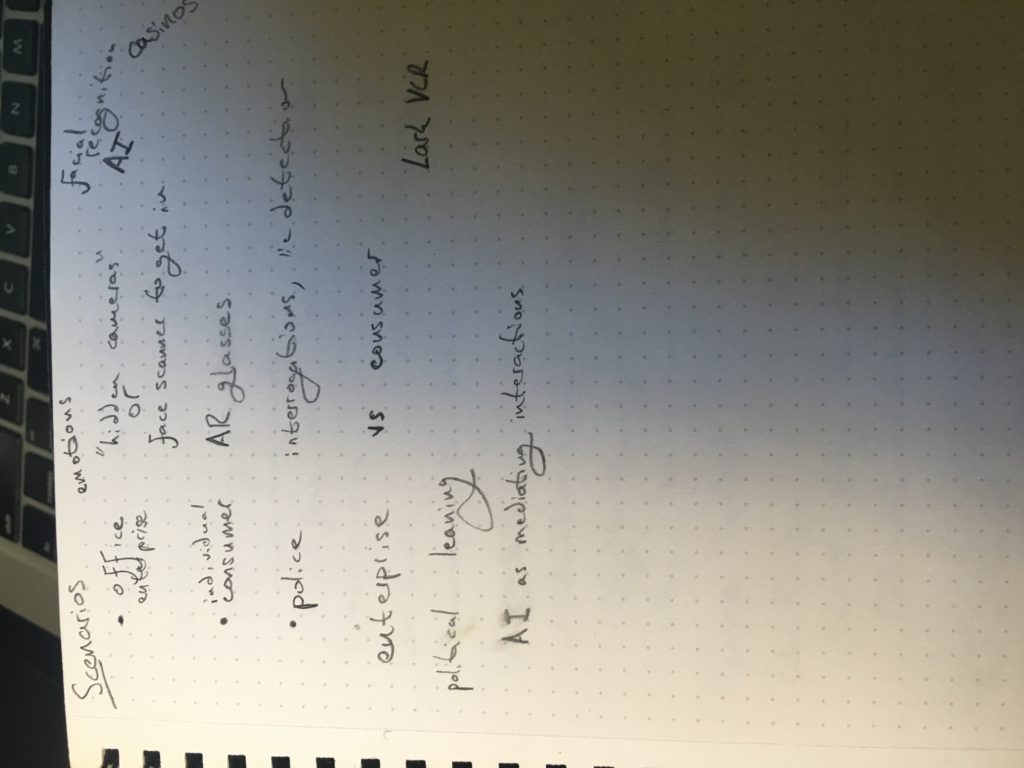 Z X C V B N M
Scenarios
emotions
facial
recognition
AI
casinos
• office
enterprise
"hidden cameras"
or
face scanner to get in
individual
• consumer
AR glasses
• police
interrogations, lie detection
enterprise vs consumer
Lark VCR
political leaning
AI as mediating interactions